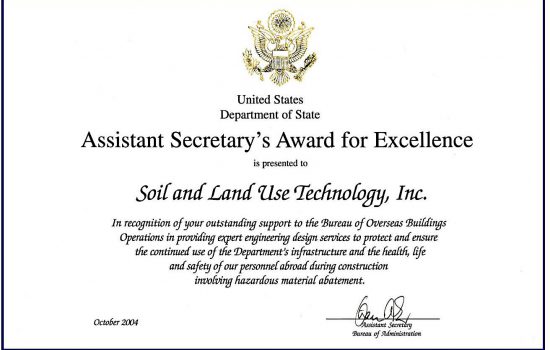 United States
Department of State
Assistant Secretary's Award for Excellence
is presented to
Soil and Land Use Technology, Inc.
In recognition of your outstanding support to the Bureau of Overseas Buildings
Operations in providing expert engineering design services to protect and ensure
the continued use of the Department's infrastructure and the health, life
and safety of our personnel abroad during construction
involving hazardous material abatement.
October 2004
Assistant Secretary
Bureau of Administration